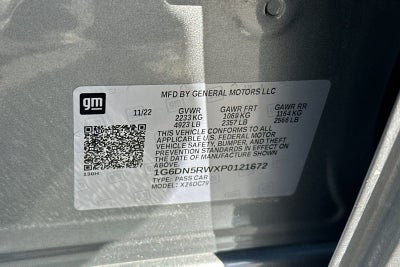 gm
MFD BY GENERAL MOTORS LLC
11/22 GVWR GAWR FRT GAWR RR
2233 KG 1069 KG 1164 KG
4923 LB 2357 LB 2566 LB
THIS VEHICLE CONFORMS TO ALL
APPLICABLE U.S. FEDERAL MOTOR
VEHICLE SAFETY, BUMPER, AND THEFT
PREVENTION STANDARDS IN EFFECT ON
THE DATE OF MANUFACTURE SHOWN
ABOVE.
1G6DN5RWXP0121672
TYPE: PASS CAR
MODEL: X26DC79